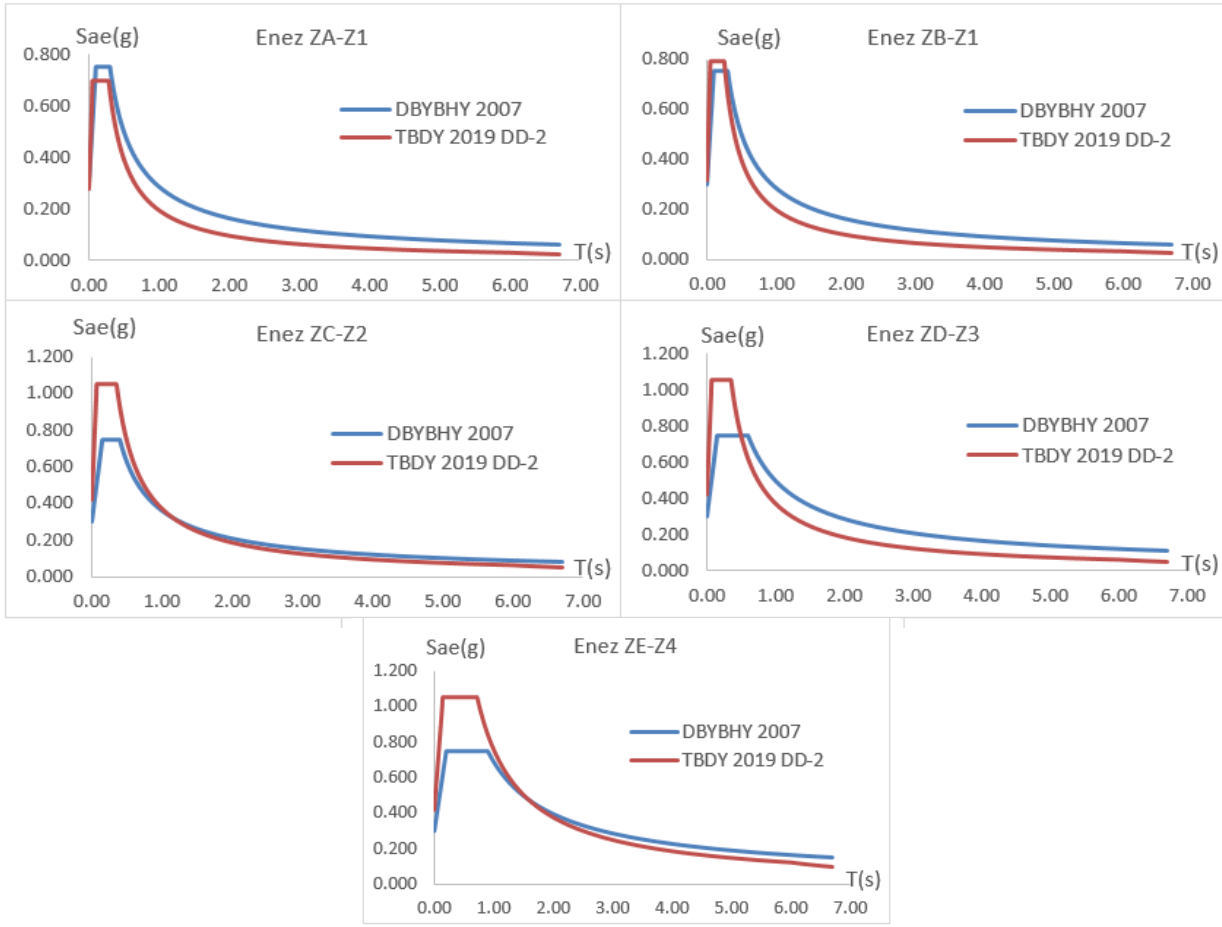 Sae(g)
Enez ZA-Z1
0.800
0.600
0.400
0.200
0.000
DBYBHY 2007
TBDY 2019 DD-2
T(s)
0.00 1.00 2.00 3.00 4.00 5.00 6.00 7.00
Sae(g)
Enez ZB-Z1
0.800
0.600
0.400
0.200
0.000
DBYBHY 2007
TBDY 2019 DD-2
T(s)
0.00 1.00 2.00 3.00 4.00 5.00 6.00 7.00
Sae(g)
Enez ZC-Z2
1.200
1.000
0.800
0.600
0.400
0.200
0.000
DBYBHY 2007
TBDY 2019 DD-2
T(s)
0.00 1.00 2.00 3.00 4.00 5.00 6.00 7.00
Sae(g)
Enez ZD-Z3
1.200
1.000
0.800
0.600
0.400
0.200
0.000
DBYBHY 2007
TBDY 2019 DD-2
T(s)
0.00 1.00 2.00 3.00 4.00 5.00 6.00 7.00
Sae(g)
Enez ZE-Z4
1.200
1.000
0.800
0.600
0.400
0.200
0.000
DBYBHY 2007
TBDY 2019 DD-2
T(s)
0.00 1.00 2.00 3.00 4.00 5.00 6.00 7.00